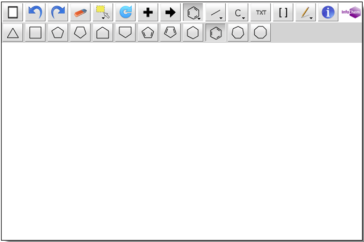 C. TXT [ ] i